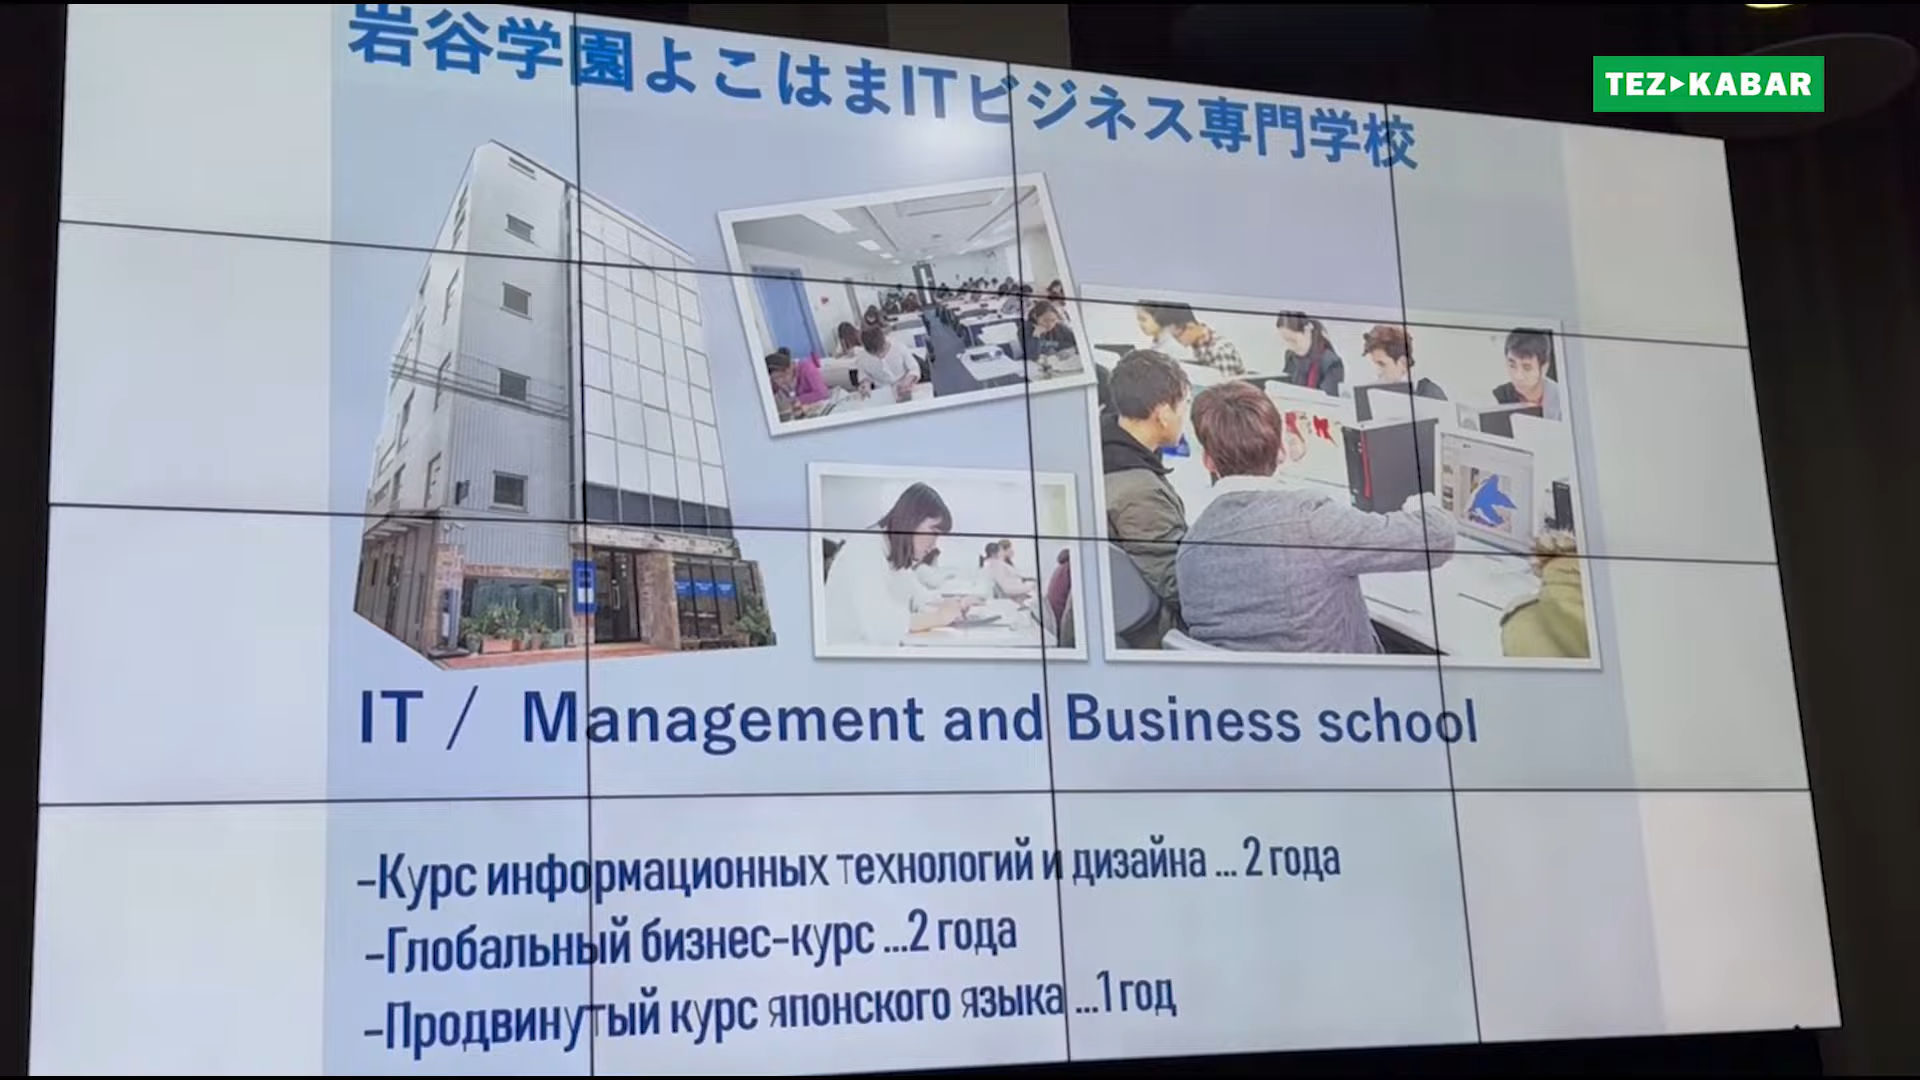 岩谷学園よこはまITビジネス専門学校
TEZ▸KABAR
IT / Management and Business school
-Курс информационных технологий и дизайна ... 2 года
-Глобальный бизнес-курс ...2 года
-Продвинутый курс японского языка ...1 год